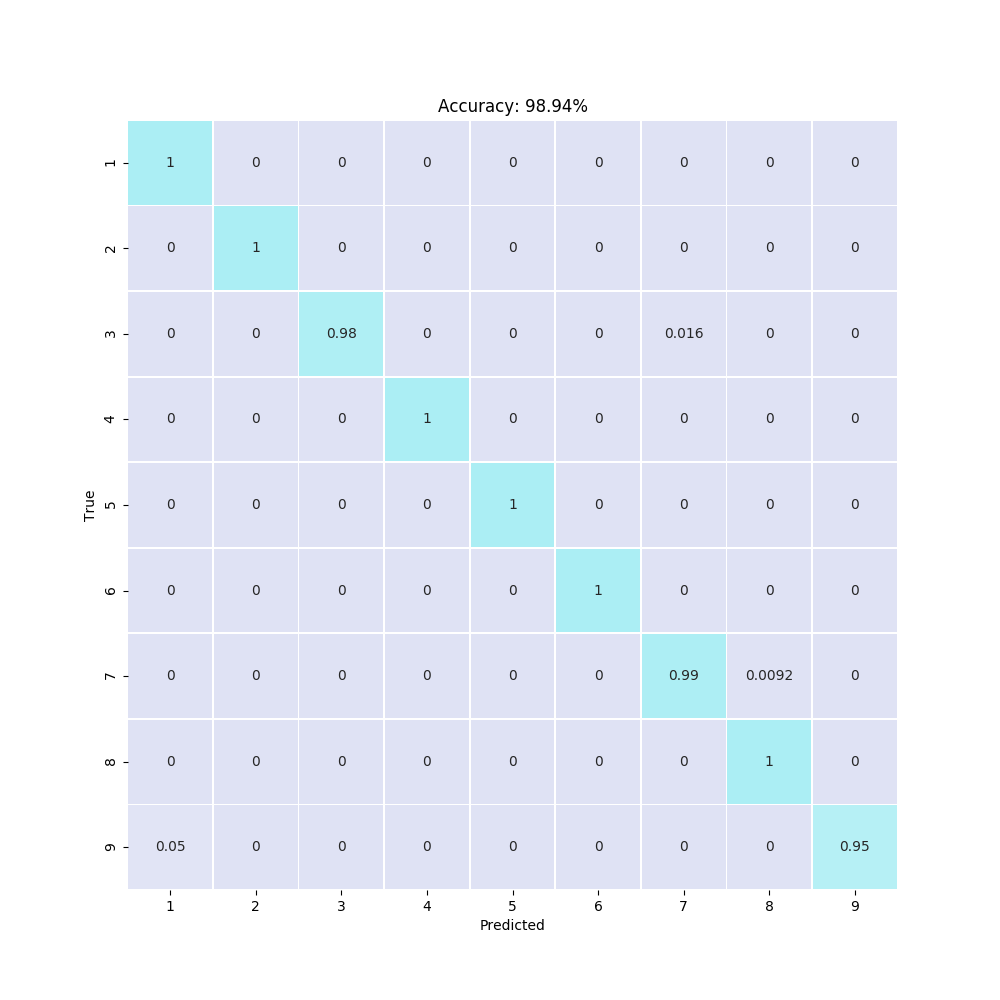 Accuracy: 98.94%
1 1 0 0 0 0 0 0 0 0
2 0 1 0 0 0 0 0 0 0
3 0 0 0.98 0 0 0 0.016 0 0
4 0 0 0 1 0 0 0 0 0
5 0 0 0 0 1 0 0 0 0
True
6 0 0 0 0 0 1 0 0 0
7 0 0 0 0 0 0 0.99 0.0092 0
8 0 0 0 0 0 0 0 1 0
9 0.05 0 0 0 0 0 0 0 0.95
1 2 3 4 5 6 7 8 9
Predicted